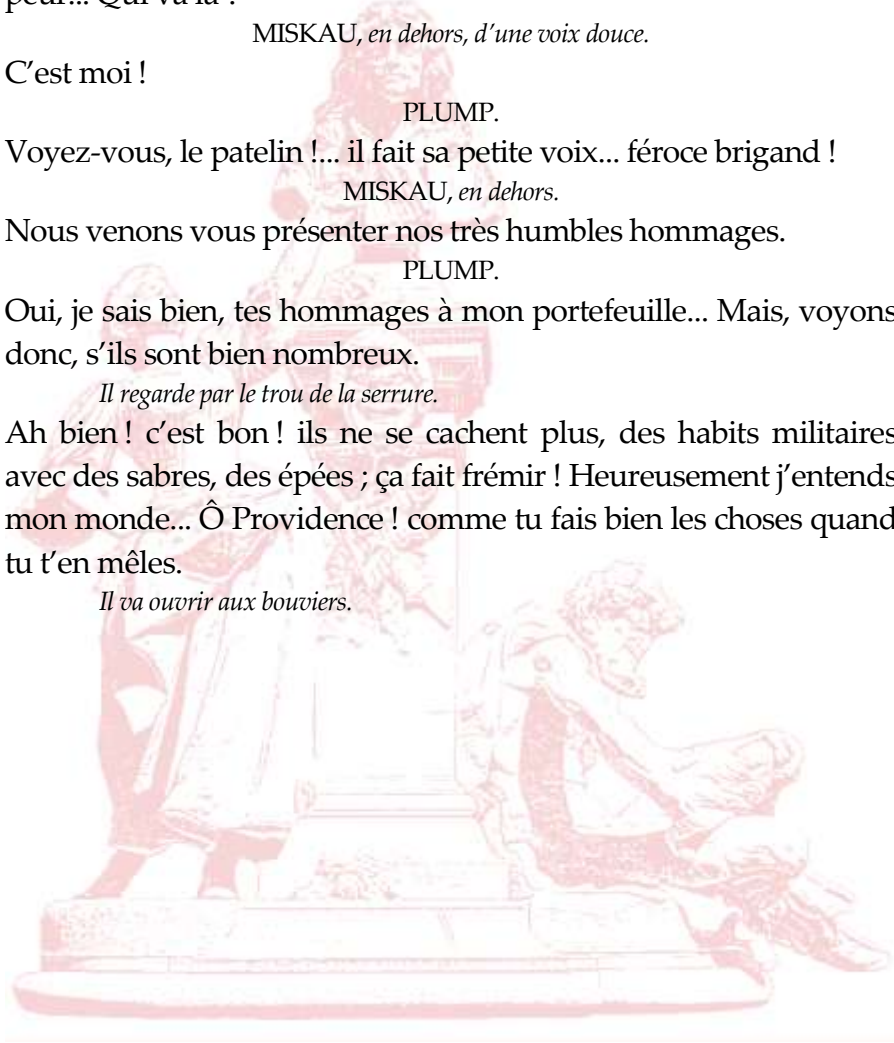 peur... Qui va là ?
MISKAU, en dehors, d’une voix douce.
C’est moi !
PLUMP.
Voyez-vous, le patelin !... il fait sa petite voix... féroce brigand !
MISKAU, en dehors.
Nous venons vous présenter nos très humbles hommages.
PLUMP.
Oui, je sais bien, tes hommages à mon portefeuille... Mais, voyons
donc, s’ils sont bien nombreux.
Il regarde par le trou de la serrure.
Ah bien ! c’est bon ! ils ne se cachent plus, des habits militaires
avec des sabres, des épées ; ça fait frémir ! Heureusement j’entends
mon monde... Ô Providence ! comme tu fais bien les choses quand
tu t’en mêles.
Il va ouvrir aux bouviers.